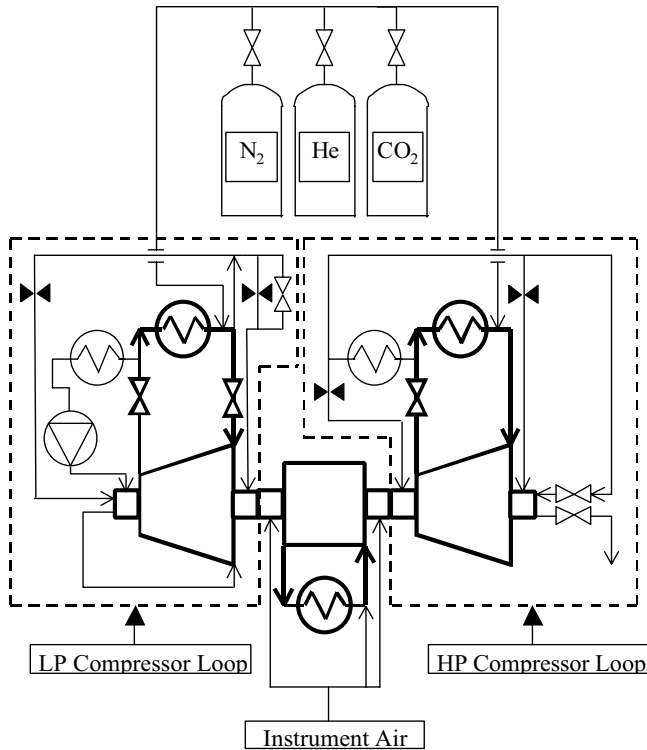 N₂ He CO₂
LP Compressor Loop HP Compressor Loop
Instrument Air